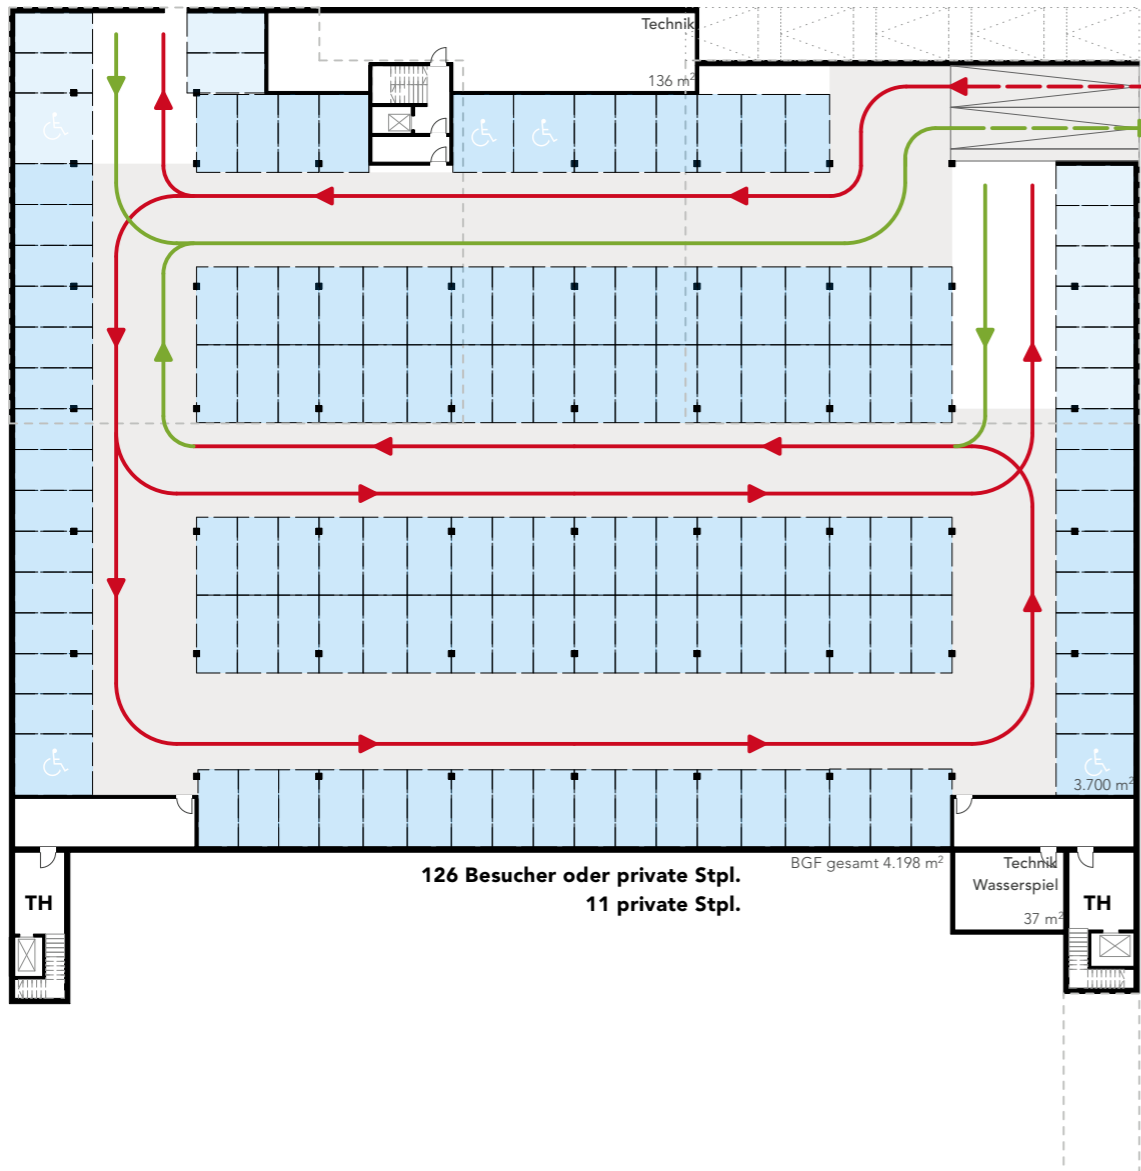 Technik
136 m²
3.700 m²
BGF gesamt 4.198 m²
126 Besucher oder private Stpl.
11 private Stpl.
Technik
Wasserspiel
37 m²
TH
TH